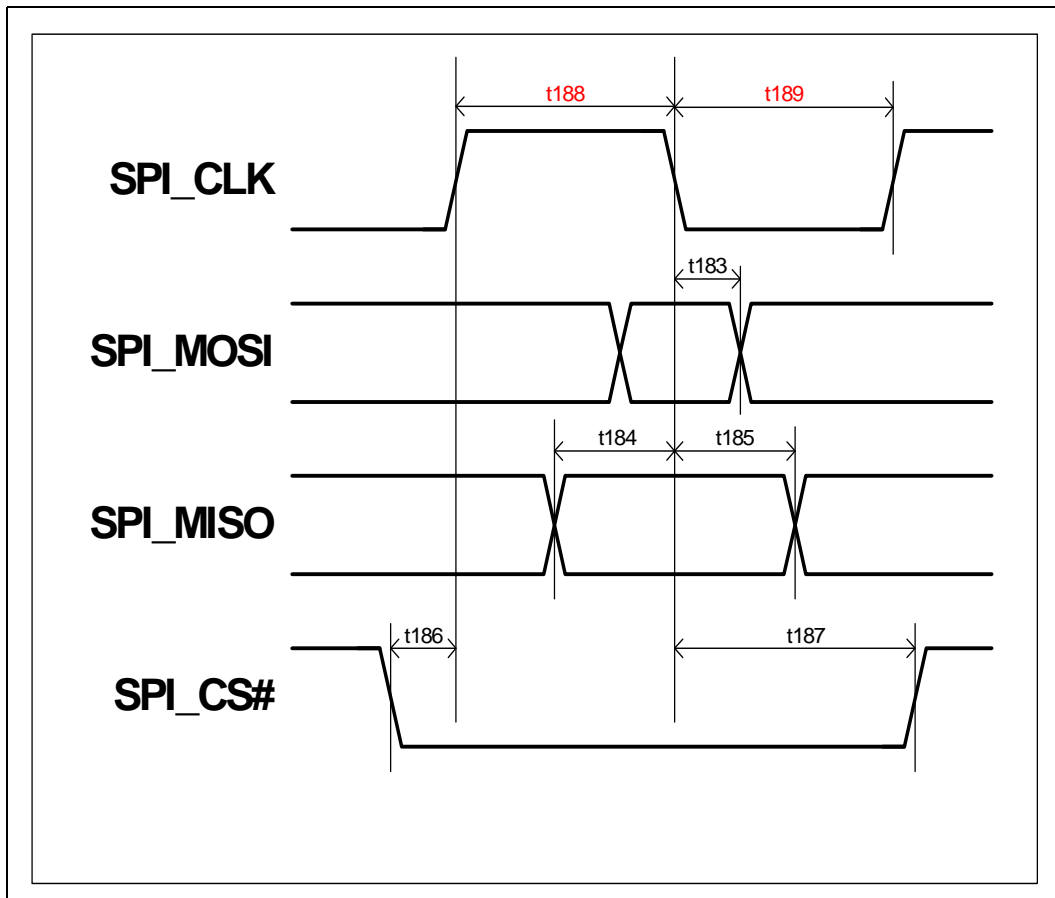 t188
t189
SPI_CLK
t183
SPI_MOSI
t184
t185
SPI_MISO
t186
t187
SPI_CS#